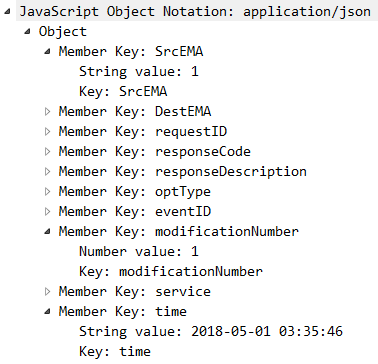 JavaScript Object Notation: application/json
Object
Member Key: SrcEMA
String value: 1
Key: SrcEMA
Member Key: DestEMA
Member Key: requestID
Member Key: responseCode
Member Key: responseDescription
Member Key: optType
Member Key: eventID
Member Key: modificationNumber
Number value: 1
Key: modificationNumber
Member Key: service
Member Key: time
String value: 2018-05-01 03:35:46
Key: time